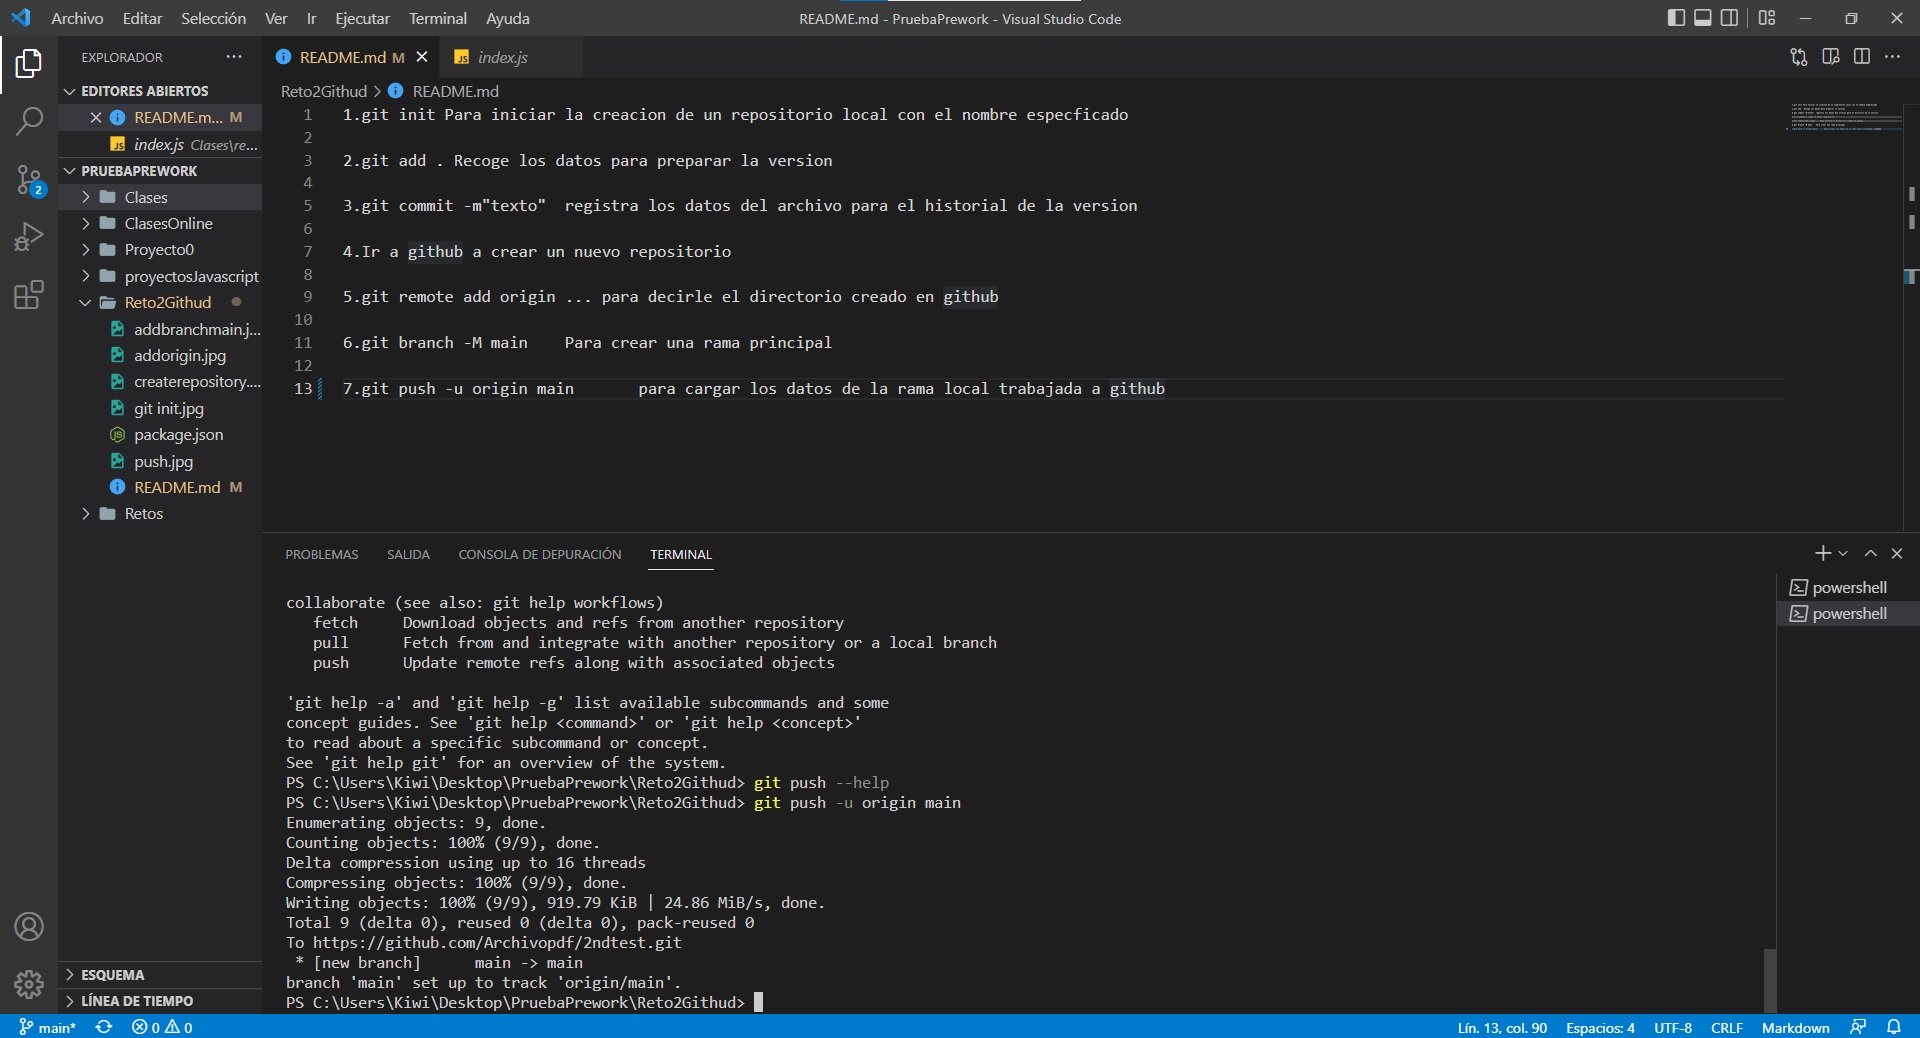 Archivo Editar Selección Ver Ir Ejecutar Terminal Ayuda
README.md - PruebaPrework - Visual Studio Code
EXPLORADOR ···
EDITORES ABIERTOS
README.m... M
index.js Clases\re...
PRUEBAPREWORK
Clases
ClasesOnline
Proyecto0
proyectosJavascript
Reto2Githud
addbranchmain.j...
addorigin.jpg
createrepository....
git init.jpg
package.json
push.jpg
README.md M
Retos
ESQUEMA
LÍNEA DE TIEMPO
2
README.md M
index.js
Reto2Githud > README.md
1 1.git init Para iniciar la creacion de un repositorio local con el nombre especficado
2
3 2.git add . Recoge los datos para preparar la version
4
5 3.git commit -m"texto"  registra los datos del archivo para el historial de la version
6
7 4.Ir a github a crear un nuevo repositorio
8
9 5.git remote add origin ... para decirle el directorio creado en github
10
11 6.git branch -M main    Para crear una rama principal
12
13 7.git push -u origin main       para cargar los datos de la rama local trabajada a github
PROBLEMAS SALIDA CONSOLA DE DEPURACIÓN TERMINAL
collaborate (see also: git help workflows)
   fetch     Download objects and refs from another repository
   pull      Fetch from and integrate with another repository or a local branch
   push      Update remote refs along with associated objects
'git help -a' and 'git help -g' list available subcommands and some
concept guides. See 'git help <command>' or 'git help <concept>'
to read about a specific subcommand or concept.
See 'git help git' for an overview of the system.
PS C:\Users\Kiwi\Desktop\PruebaPrework\Reto2Githud> git push --help
PS C:\Users\Kiwi\Desktop\PruebaPrework\Reto2Githud> git push -u origin main
Enumerating objects: 9, done.
Counting objects: 100% (9/9), done.
Delta compression using up to 16 threads
Compressing objects: 100% (9/9), done.
Writing objects: 100% (9/9), 919.79 KiB | 24.86 MiB/s, done.
Total 9 (delta 0), reused 0 (delta 0), pack-reused 0
To https://github.com/Archivopdf/2ndtest.git
 * [new branch]      main -> main
branch 'main' set up to track 'origin/main'.
PS C:\Users\Kiwi\Desktop\PruebaPrework\Reto2Githud>
powershell
powershell
main* 0 0
Lín. 13, col. 90 Espacios: 4 UTF-8 CRLF Markdown